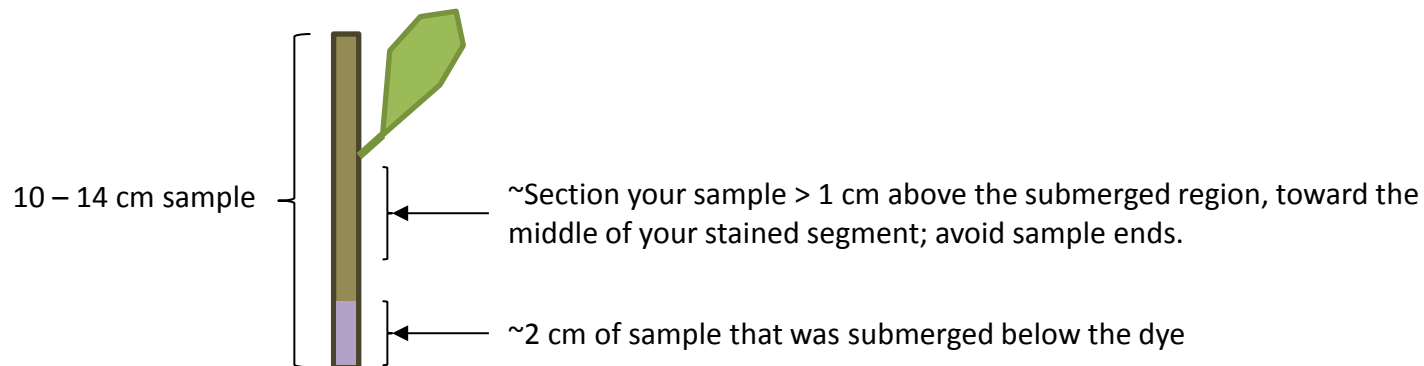 10 – 14 cm sample
~Section your sample > 1 cm above the submerged region, toward the
middle of your stained segment; avoid sample ends.
~2 cm of sample that was submerged below the dye